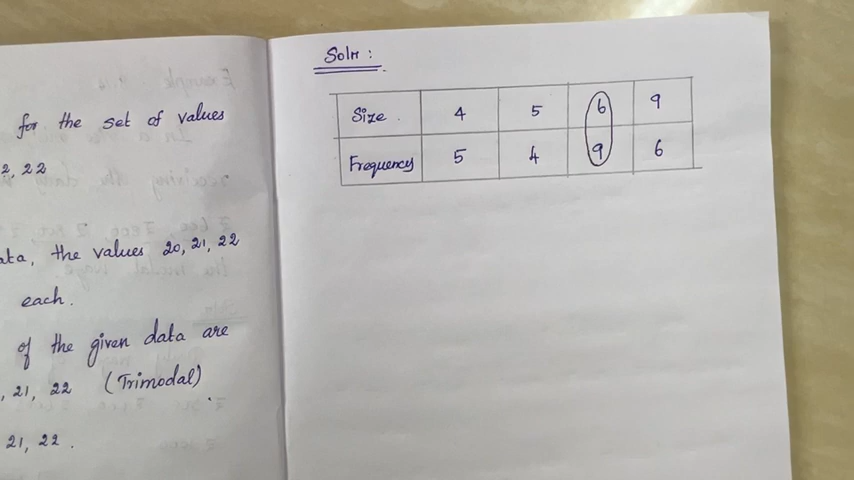 for the set of values
2, 22
ata, the values 20, 21, 22
each.
of the given data are
, 21, 22 (Trimodal).
21, 22.
Soln:
Size 4 5 6 9
Frequency 5 4 9 6